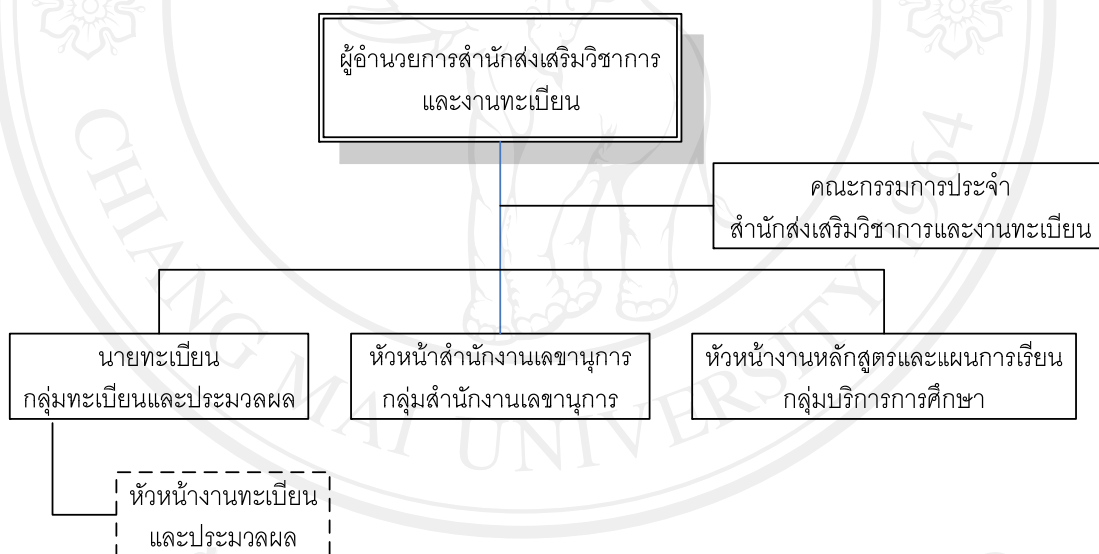 ผู้อำนวยการสำนักส่งเสริมวิชาการ
และงานทะเบียน
คณะกรรมการประจำ
สำนักส่งเสริมวิชาการและงานทะเบียน
นายทะเบียน
กลุ่มทะเบียนและประมวลผล
หัวหน้าสำนักงานเลขานุการ
กลุ่มสำนักงานเลขานุการ
หัวหน้างานหลักสูตรและแผนการเรียน
กลุ่มบริการการศึกษา
หัวหน้างานทะเบียน
และประมวลผล
CHIANG MAI UNIVERSITY 1964